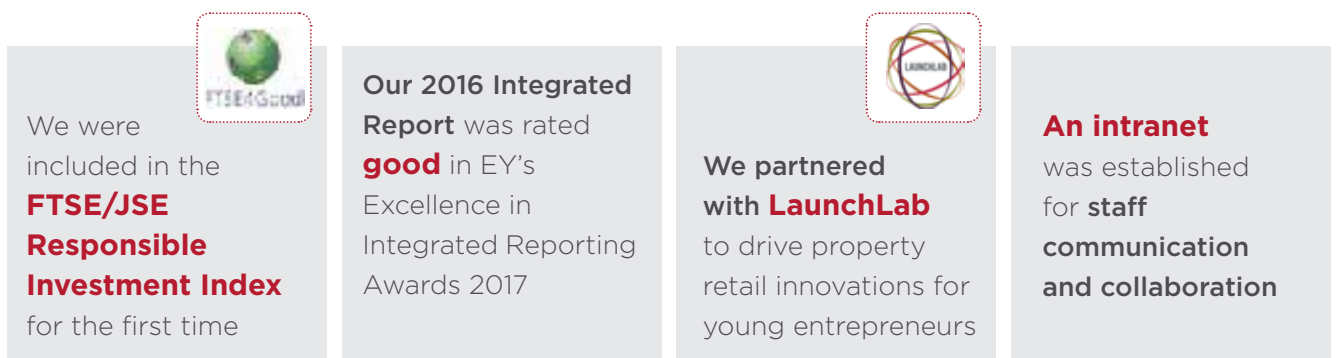 FTSE4Good
We were
included in the
FTSE/JSE
Responsible
Investment Index
for the first time
Our 2016 Integrated
Report was rated
good in EY’s
Excellence in
Integrated Reporting
Awards 2017
LAUNCHLAB
We partnered
with LaunchLab
to drive property
retail innovations for
young entrepreneurs
An intranet
was established
for staff
communication
and collaboration